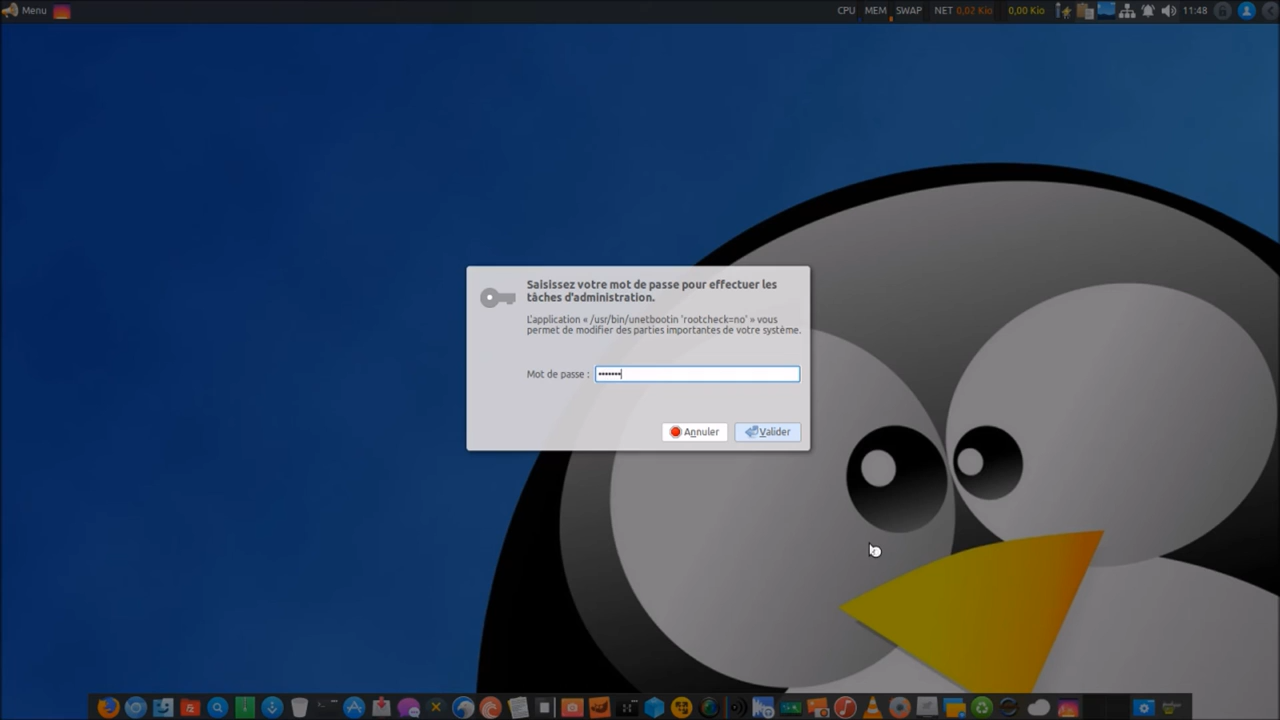 Menu
CPU MEM SWAP NET 0,02 Kio 0,00 Kio 11:48
Saisissez votre mot de passe pour effectuer les
tâches d'administration.
L'application « /usr/bin/unetbootin 'rootcheck=no' » vous
permet de modifier des parties importantes de votre système.
Mot de passe : •••••••
Annuler Valider